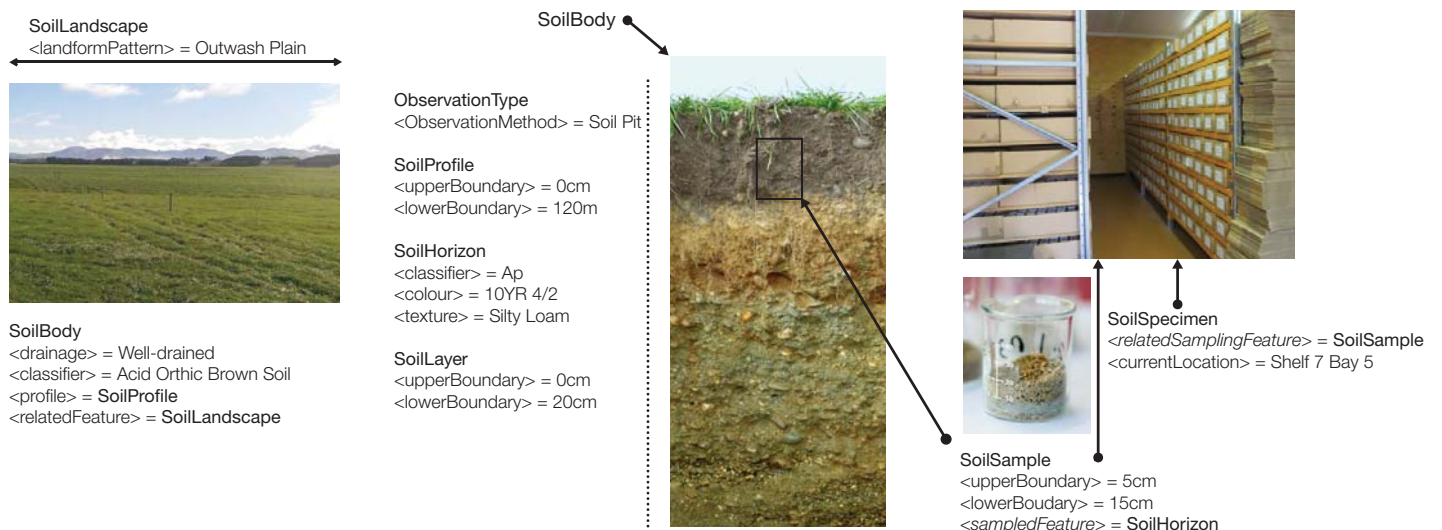 SoilLandscape
<landformPattern> = Outwash Plain
SoilBody
<drainage> = Well-drained
<classifier> = Acid Orthic Brown Soil
<profile> = SoilProfile
<relatedFeature> = SoilLandscape
SoilBody
ObservationType
<ObservationMethod> = Soil Pit
SoilProfile
<upperBoundary> = 0cm
<lowerBoundary> = 120m
SoilHorizon
<classifier> = Ap
<colour> = 10YR 4/2
<texture> = Silty Loam
SoilLayer
<upperBoundary> = 0cm
<lowerBoundary> = 20cm
SoilSpecimen
<relatedSamplingFeature> = SoilSample
<currentLocation> = Shelf 7 Bay 5
SoilSample
<upperBoundary> = 5cm
<lowerBoudary> = 15cm
<sampledFeature> = SoilHorizon